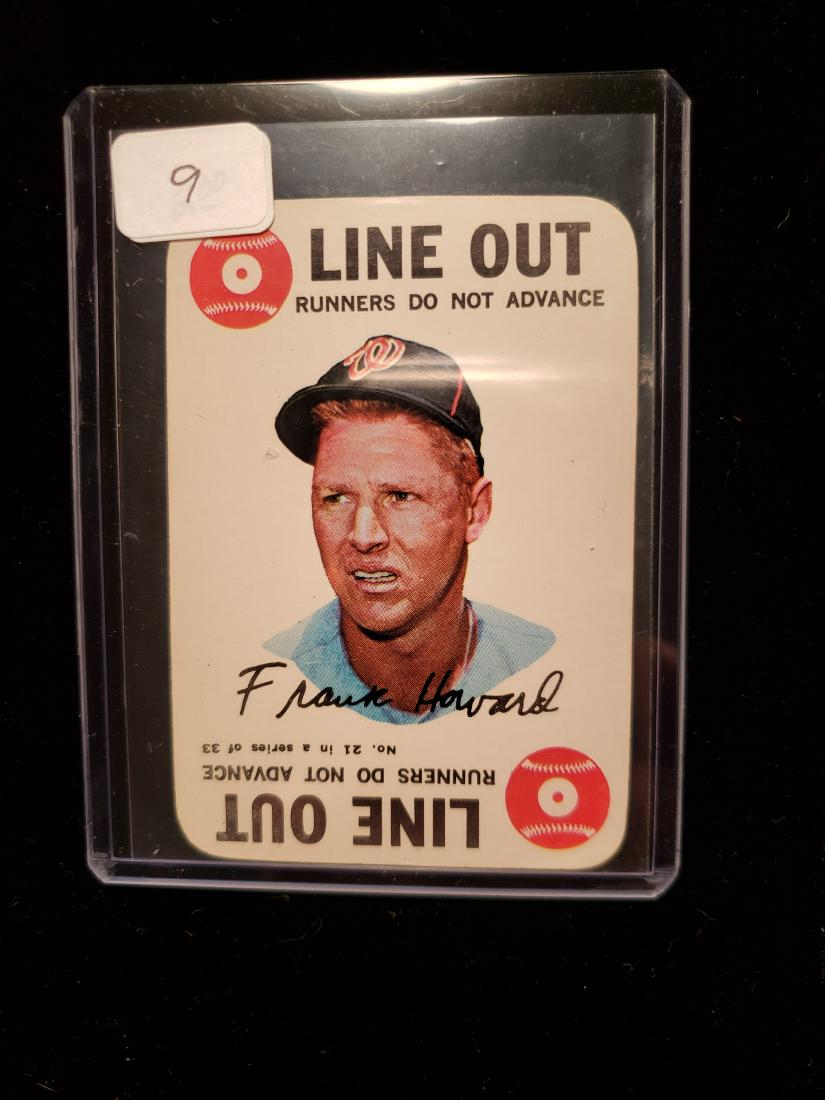 9
W
LINE OUT
RUNNERS DO NOT ADVANCE
Frank Howard
No. 21 in a series of 33
RUNNERS DO NOT ADVANCE
LINE OUT